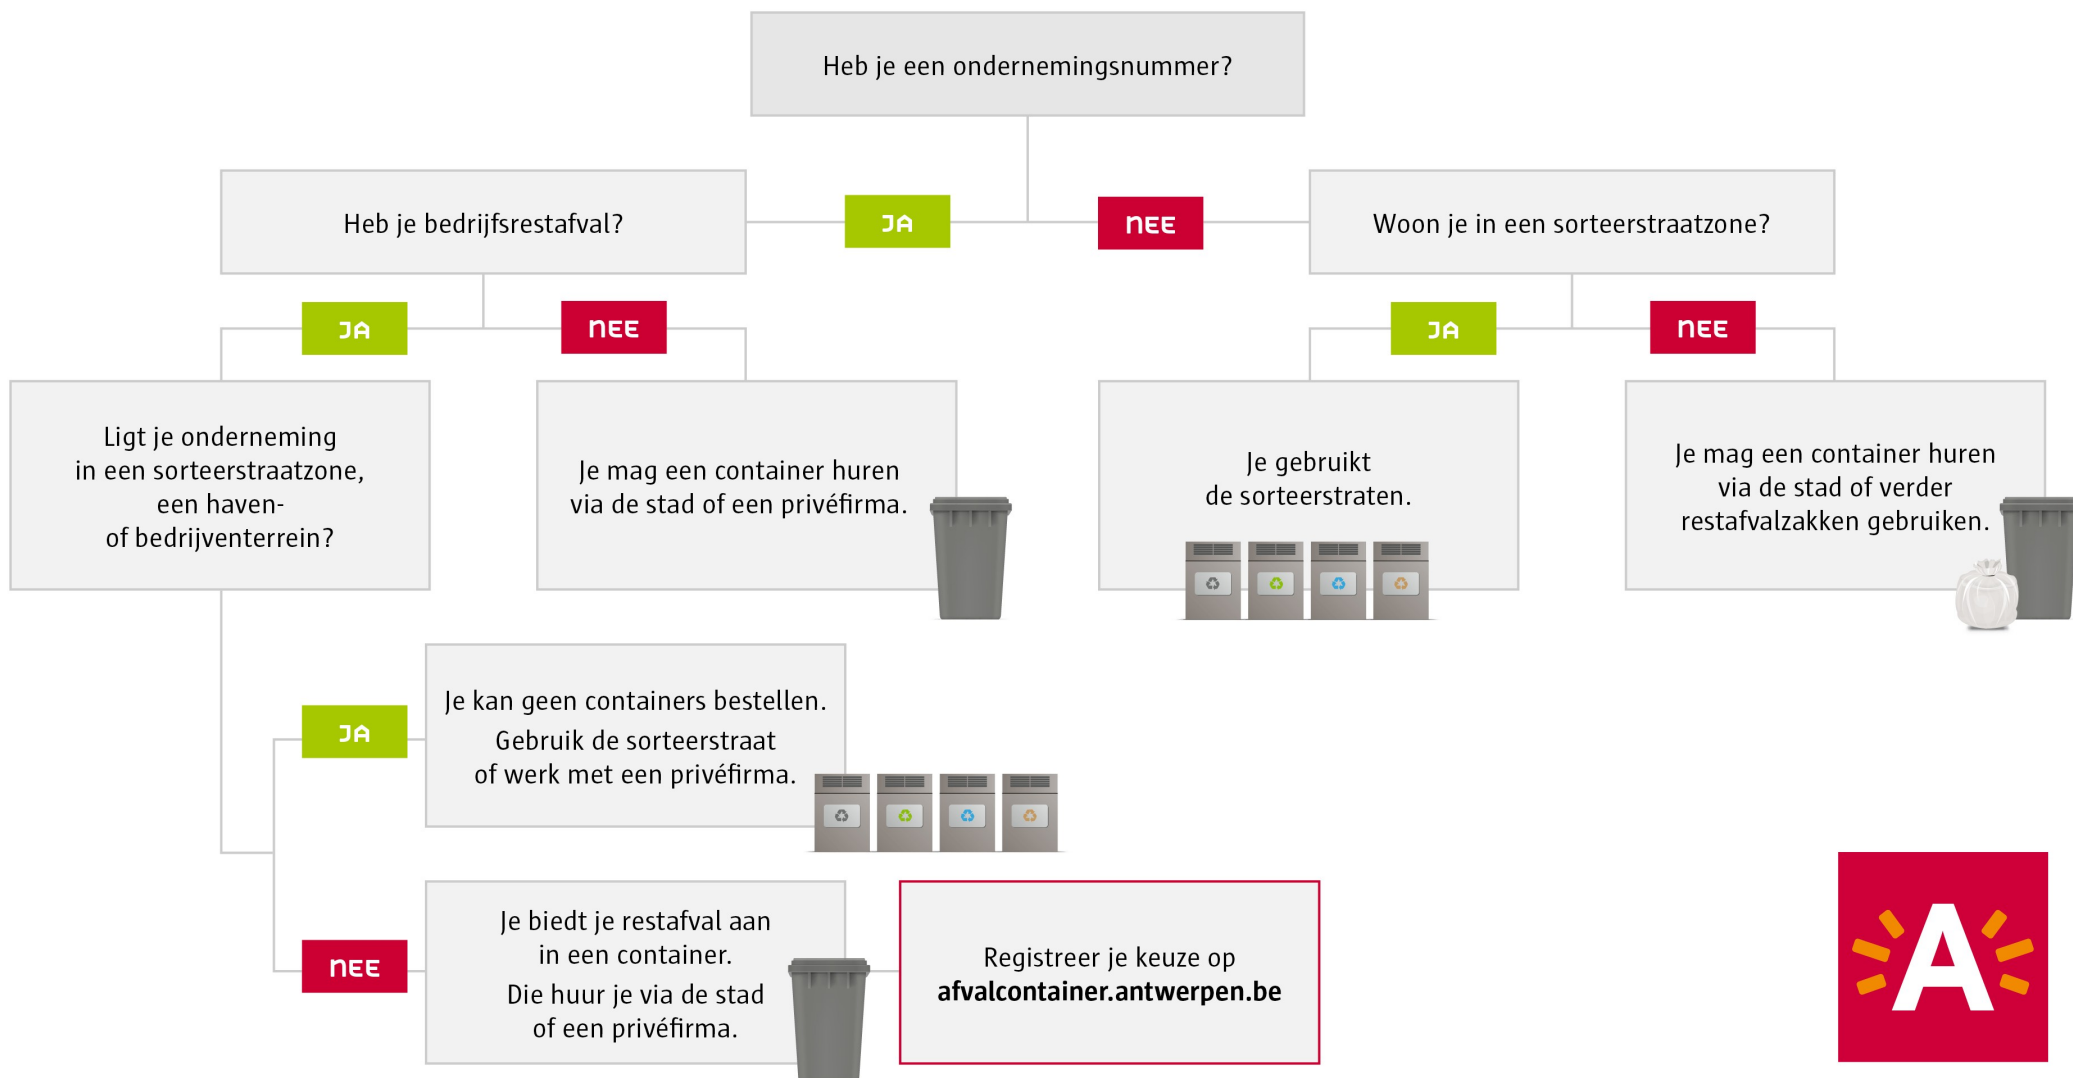 Heb je een ondernemingsnummer?
Heb je bedrijfsrestafval?
JA
NEE
Woon je in een sorteerstraatzone?
JA
NEE
JA
NEE
Ligt je onderneming
in een sorteerstraatzone,
een haven-
of bedrijventerrein?
Je mag een container huren
via de stad of een privéfirma.
Je gebruikt
de sorteerstraten.
Je mag een container huren
via de stad of verder
restafvalzakken gebruiken.
JA
Je kan geen containers bestellen.
Gebruik de sorteerstraat
of werk met een privéfirma.
NEE
Je biedt je restafval aan
in een container.
Die huur je via de stad
of een privéfirma.
Registreer je keuze op
afvalcontainer.antwerpen.be
A